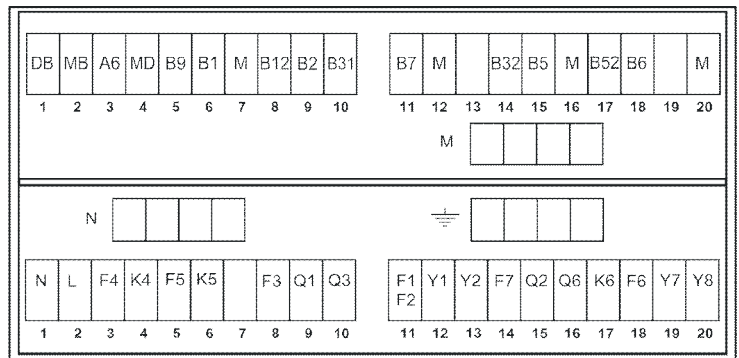 DB MB A6 MD B9 B1 M B12 B2 B31 B7 M B32 B5 M B52 B6 M
1 2 3 4 5 6 7 8 9 10 11 12 13 14 15 16 17 18 19 20
M
N
N L F4 K4 F5 K5 F3 Q1 Q3 F1 Y1 Y2 F7 Q2 Q6 K6 F6 Y7 Y8
F2
1 2 3 4 5 6 7 8 9 10 11 12 13 14 15 16 17 18 19 20